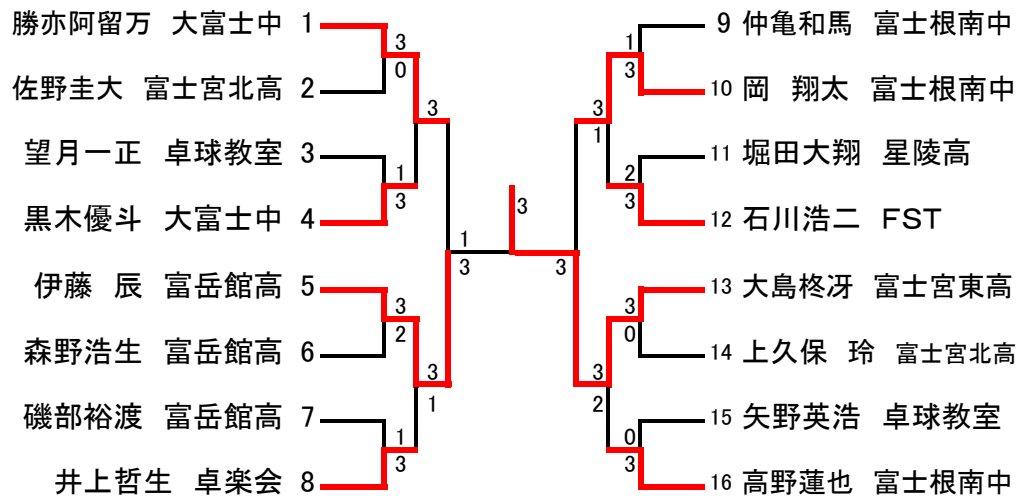 勝亦阿留万 大富士中 1
3
0
佐野圭大 富士宮北高 2
3
望月一正 卓球教室 3
1
3
黒木優斗 大富士中 4
1
3
伊藤 辰 富岳館高 5
3
2
森野浩生 富岳館高 6
3
1
磯部裕渡 富岳館高 7
1
3
井上哲生 卓楽会 8
3
9 仲亀和馬 富士根南中
1
3
10 岡 翔太 富士根南中
3
1
11 堀田大翔 星陵高
2
3
12 石川浩二 FST
3
13 大島柊冴 富士宮東高
3
0
14 上久保 玲 富士宮北高
3
2
15 矢野英浩 卓球教室
0
3
16 高野蓮也 富士根南中